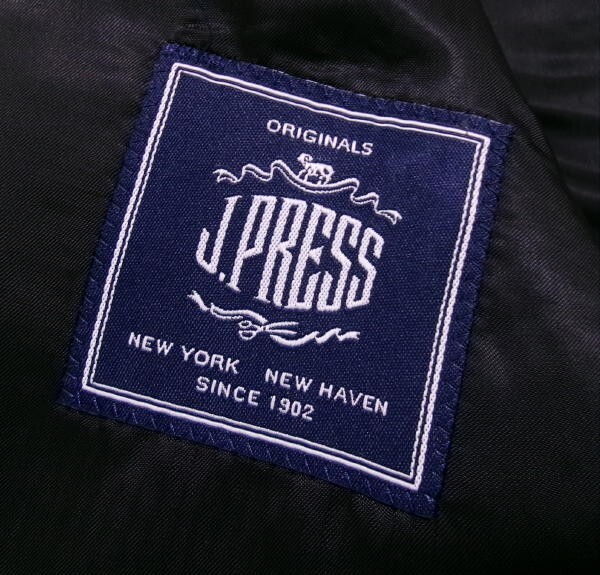 ORIGINALS
J.PRESS
NEW YORK NEW HAVEN
SINCE 1902